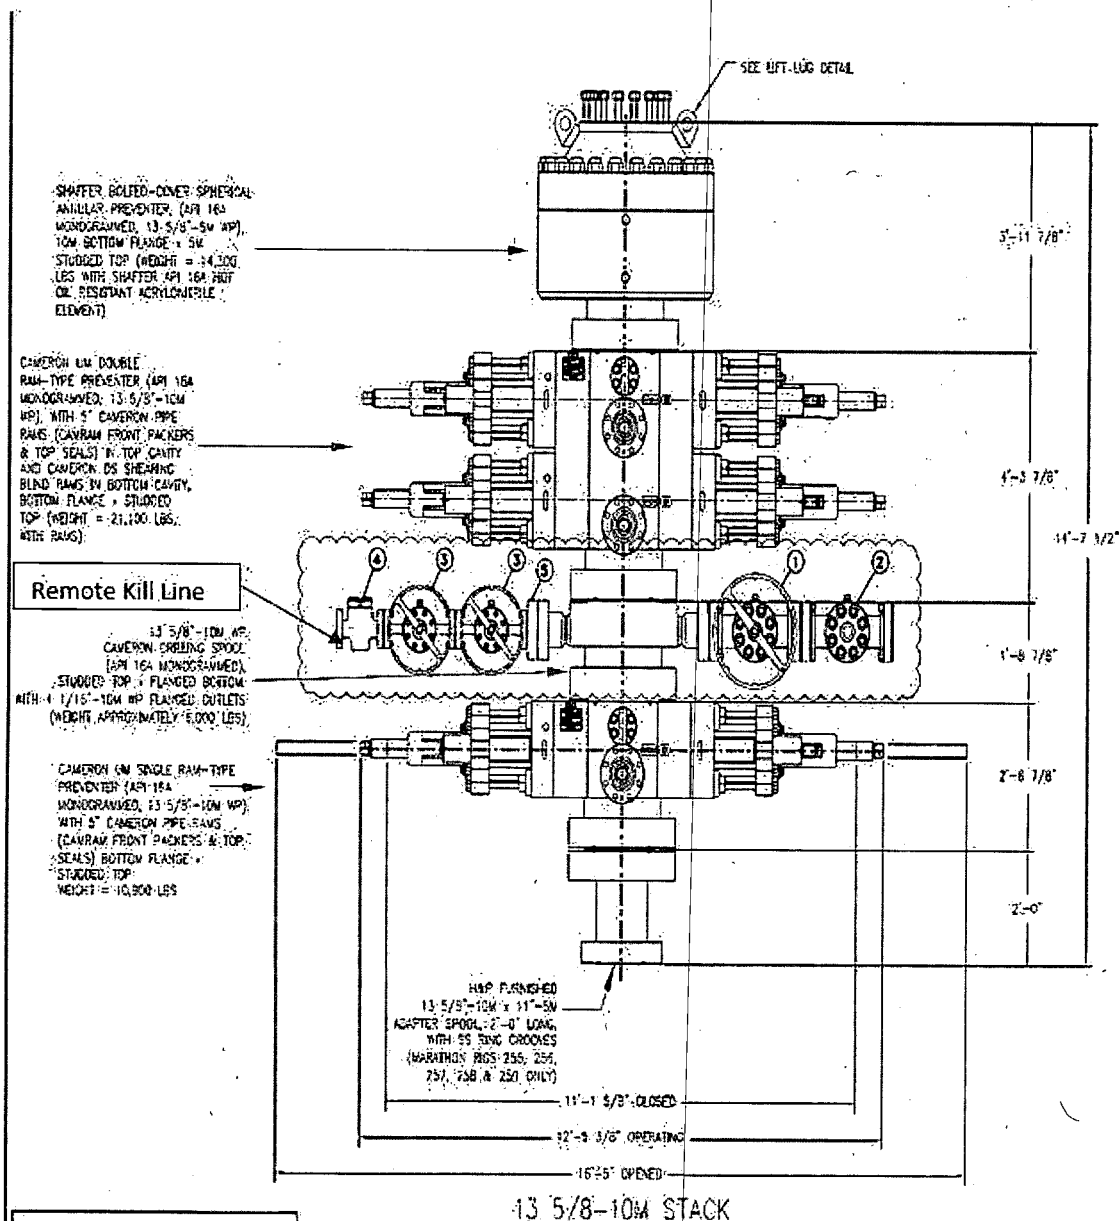 SEE LIFT LUG DETAIL
SHAFFER BOLTED-COVER SPHERICAL
ANNULAR PREVENTER, (API 16A
MONOGRAMMED, 13-5/8"-5M WP),
10M BOTTOM FLANGE x 5M
STUDDED TOP (WEIGHT = 14,300
LBS WITH SHAFFER API 16A HOT
OIL RESISTANT
ELEMENT)
3'-11 7/8"
CAMERON UM DOUBLE
RAM-TYPE PREVENTER (API 16A
MONOGRAMMED, 13-5/8"-10M
WP), WITH 5" CAMERON PIPE
RAMS (CAMRAM FRONT PACKERS
& TOP SEALS) IN TOP CAVITY
AND CAMERON DS SHEARING
BLIND RAMS IN BOTTOM CAVITY,
BOTTOM FLANGE x STUDDED
TOP (WEIGHT = 21,100 LBS,
WITH RAMS)
4'-3 7/8"
14'-7 1/2"
4
3
3
5
1
2
Remote Kill Line
13 5/8"-10M WP
CAMERON DRILLING SPOOL
(API 16A MONOGRAMMED),
STUDDED TOP x FLANGED BOTTOM,
WITH 4 1/16"-10M WP FLANGED OUTLETS
(WEIGHT APPROXIMATELY 5,000 LBS)
1'-8 7/8"
CAMERON UM SINGLE RAM-TYPE
PREVENTER (API 16A
MONOGRAMMED, 13-5/8"-10M WP)
WITH 5" CAMERON PIPE RAMS
(CAMRAM FRONT PACKERS & TOP
SEALS) BOTTOM FLANGE x
STUDDED TOP
WEIGHT = 10,900 LBS
2'-6 7/8"
2'-0"
H&P FURNISHED
13 5/8"-10M x 11"-5M
ADAPTER SPOOL, 2'-0" LONG,
WITH SS RING GROOVES
(MARATHON RIGS 255, 256,
257, 258 & 259 ONLY)
11'-1 5/8" CLOSED
12'-5 3/8" OPERATING
16'-5" OPENED
13 5/8-10M STACK